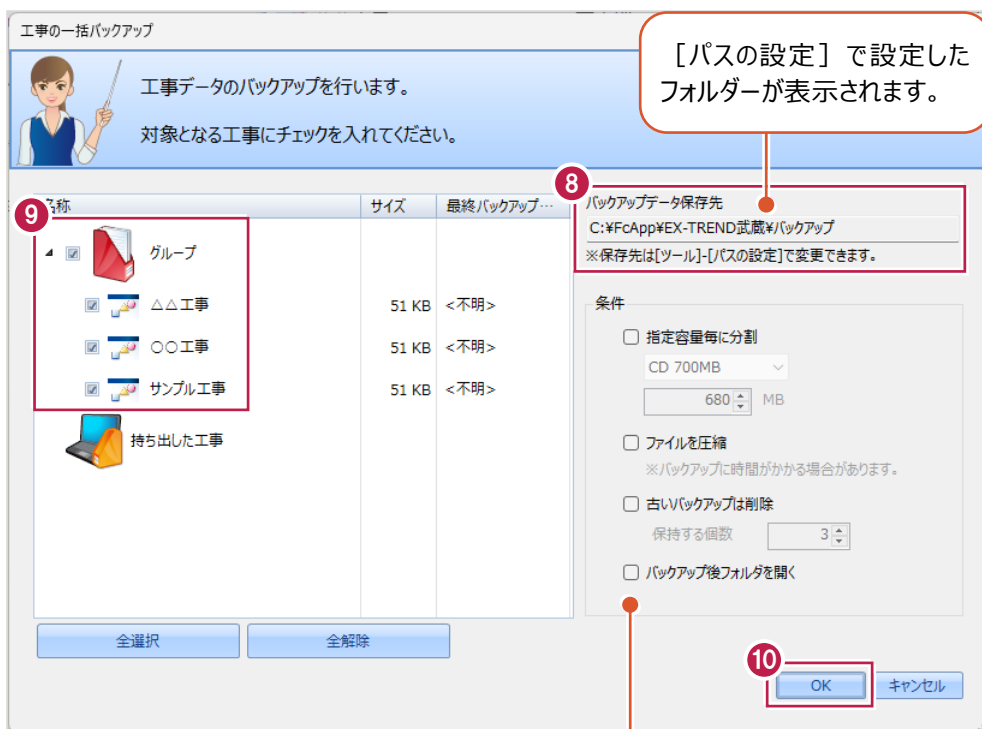 工事の一括バックアップ
工事データのバックアップを行います。
対象となる工事にチェックを入れてください。
［パスの設定］で設定した
フォルダーが表示されます。
8
バックアップデータ保存先
C:¥FcApp¥EX-TREND武蔵¥バックアップ
※保存先は[ツール]-[パスの設定]で変更できます。
9
称 サイズ 最終バックアップ…
グループ
△△工事 51 KB <不明>
○○工事 51 KB <不明>
サンプル工事 51 KB <不明>
持ち出した工事
条件
指定容量毎に分割
CD 700MB
680 MB
ファイルを圧縮
※バックアップに時間がかかる場合があります。
古いバックアップは削除
保持する個数 3
バックアップ後フォルダを開く
全選択 全解除
10
OK キャンセル